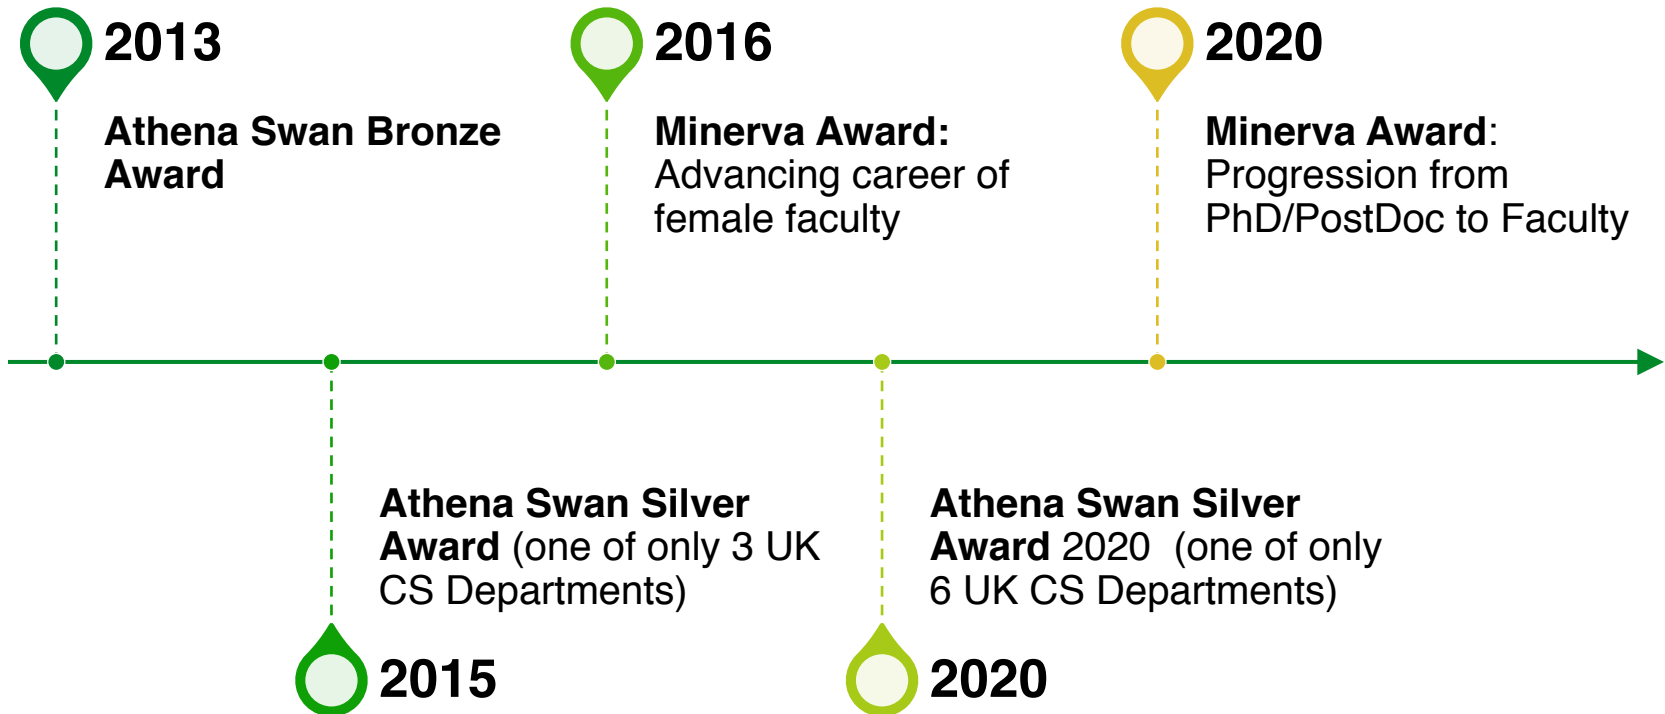 2013
Athena Swan Bronze
Award
2016
Minerva Award:
Advancing career of
female faculty
2020
Minerva Award:
Progression from
PhD/PostDoc to Faculty
Athena Swan Silver
Award (one of only 3 UK
CS Departments)
2015
Athena Swan Silver
Award 2020  (one of only
6 UK CS Departments)
2020